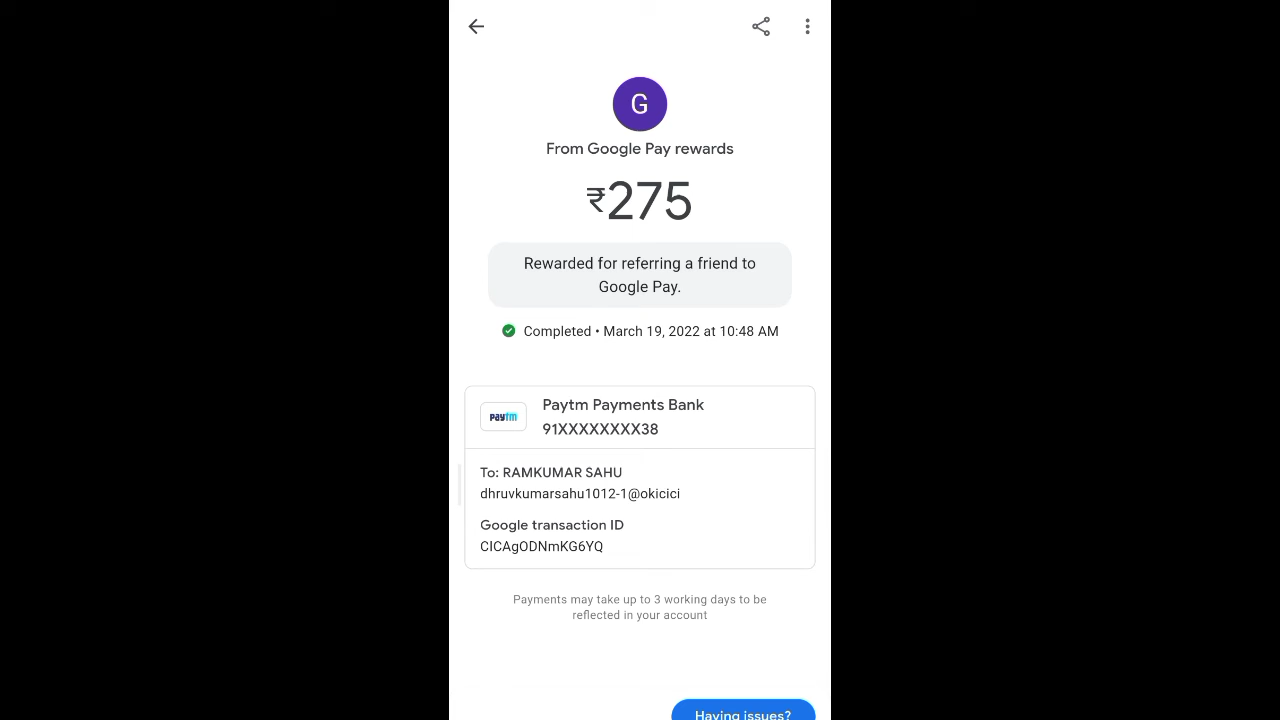 G
From Google Pay rewards
₹275
Rewarded for referring a friend to
Google Pay.
Completed • March 19, 2022 at 10:48 AM
paytm
Paytm Payments Bank
91XXXXXXXX38
To: RAMKUMAR SAHU
dhruvkumarsahu1012-1@okicici
Google transaction ID
CICAgODNmKG6YQ
Payments may take up to 3 working days to be
reflected in your account
Having issues?